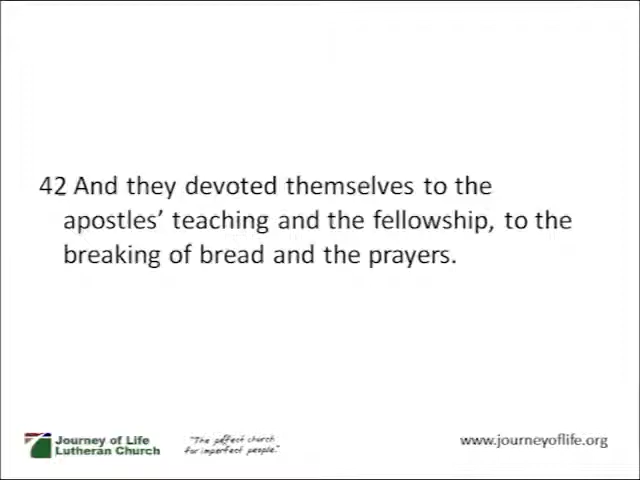 42 And they devoted themselves to the
apostles’ teaching and the fellowship, to the
breaking of bread and the prayers.
Journey of Life
Lutheran Church
"The perfect church
for imperfect people."
www.journeyoflife.org